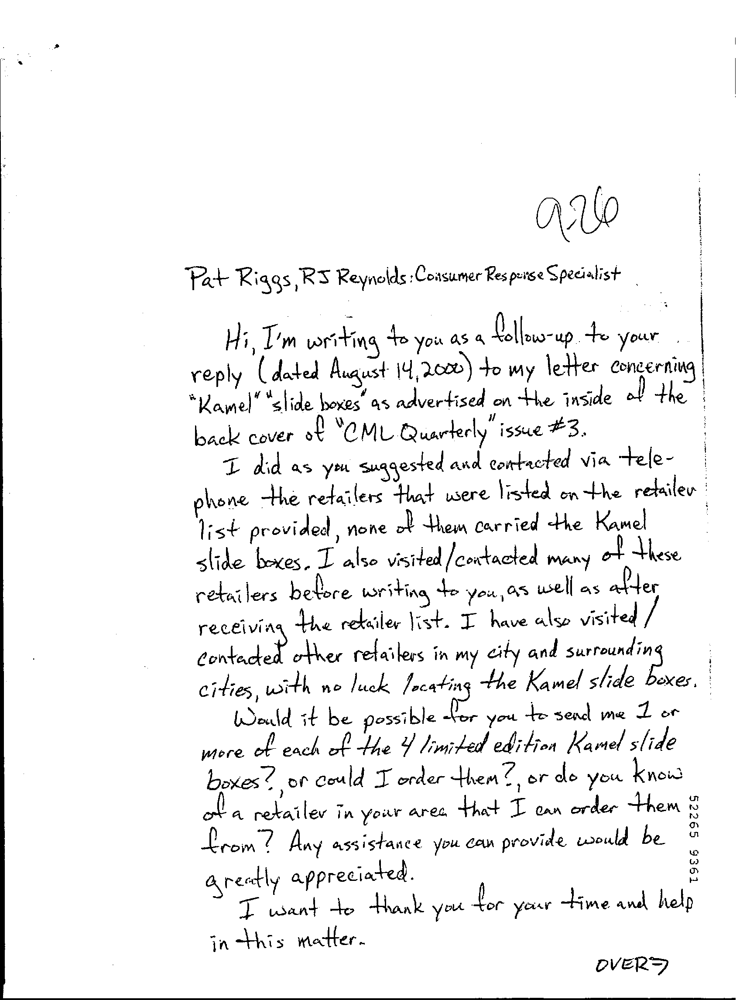 9-26
Pat Riggs, RJ Reynolds: Consumer Response Specialist
Hi, I'm writing to you as a follow-up to your
reply (dated August 14, 2000) to my letter concerning
"Kamel" "slide boxes" as advertised on the inside of the
back cover of "CML Quarterly" issue #3.
I did as you suggested and contacted via tele-
phone the retailers that were listed on the retailer
list provided, none of them carried the Kamel
slide boxes. I also visited/contacted many of these
retailers before writing to you, as well as after
receiving the retailer list. I have also visited/
contacted other retailers in my city and surrounding
cities, with no luck locating the Kamel slide boxes.
Would it be possible for you to send me 1 or
more of each of the 4 limited edition Kamel slide
boxes?, or could I order them?, or do you know
of a retailer in your area that I can order them
from? Any assistance you can provide would be
greatly appreciated.
I want to thank you for your time and help
in this matter.
OVER⇒
52265 9361